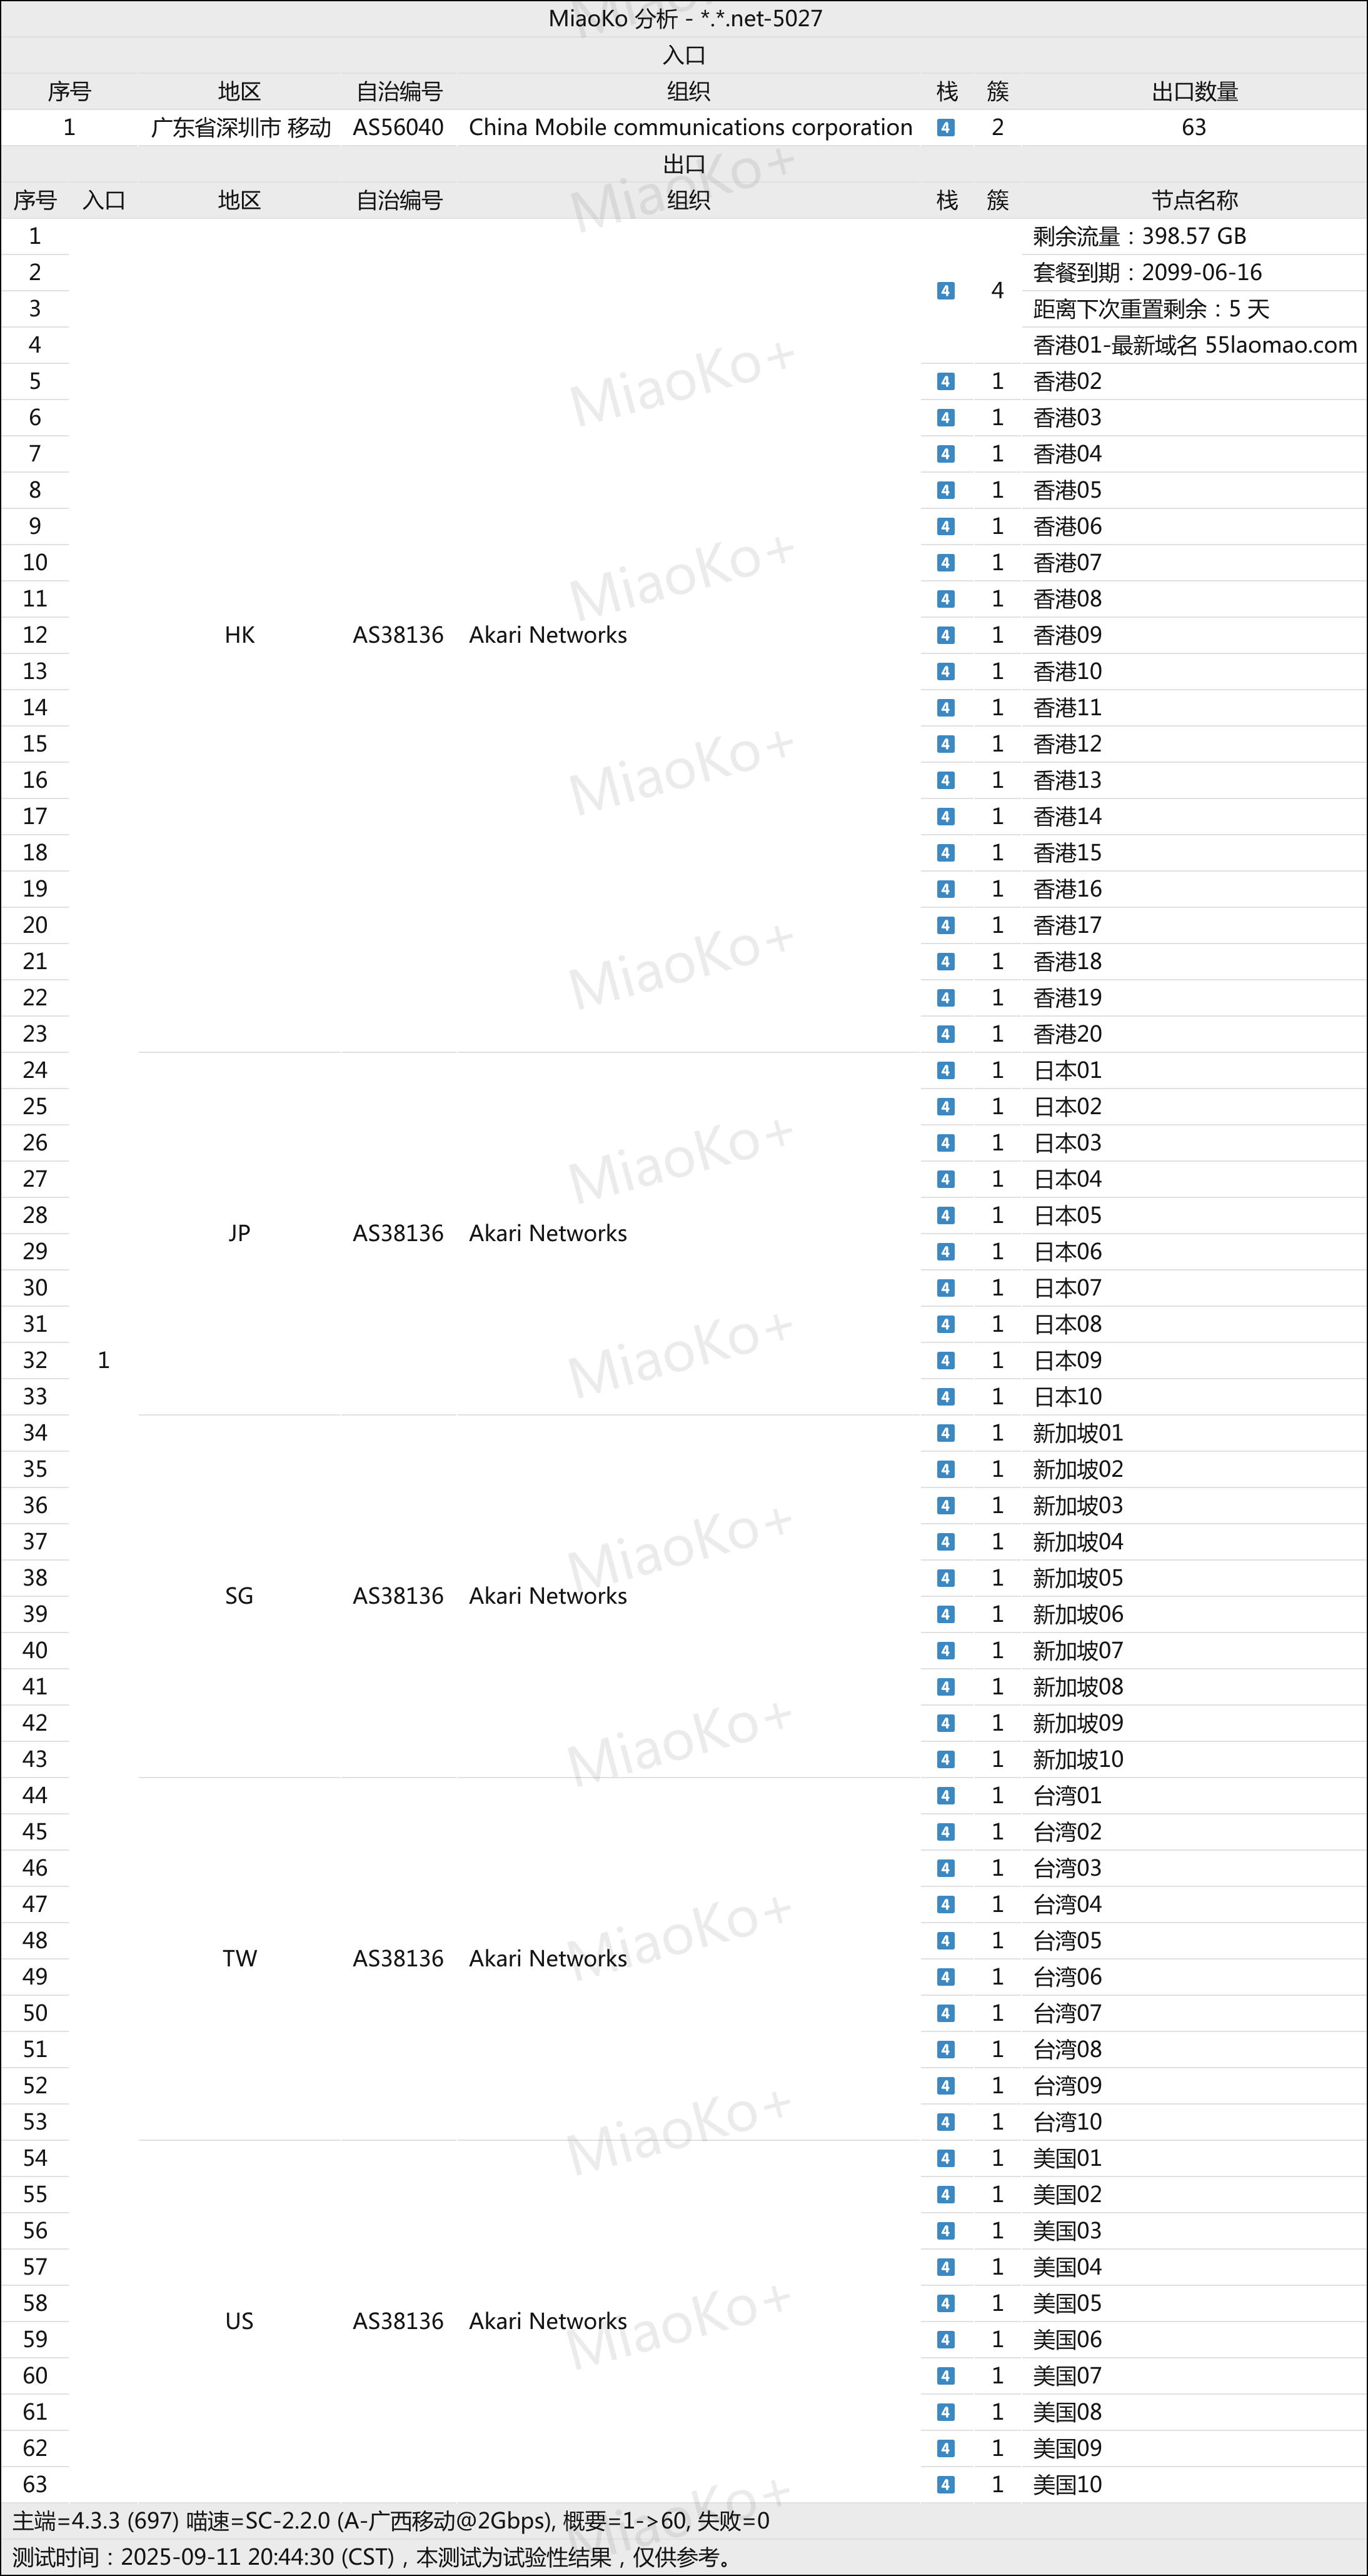 MiaoKo 分析 - *.*.net-5027
入口
序号 地区 自治编号 组织 栈 簇 出口数量
1 广东省深圳市 移动 AS56040 China Mobile communications corporation 4 2 63
出口
序号 入口 地区 自治编号 组织 栈 簇 节点名称
1 剩余流量：398.57 GB
2 套餐到期：2099-06-16
4 4
3 距离下次重置剩余：5 天
4 香港01-最新域名 55laomao.com
5 4 1 香港02
6 4 1 香港03
7 4 1 香港04
8 4 1 香港05
9 4 1 香港06
10 4 1 香港07
11 4 1 香港08
12 HK AS38136 Akari Networks 4 1 香港09
13 4 1 香港10
14 4 1 香港11
15 4 1 香港12
16 4 1 香港13
17 4 1 香港14
18 4 1 香港15
19 4 1 香港16
20 4 1 香港17
21 4 1 香港18
22 4 1 香港19
23 4 1 香港20
24 4 1 日本01
25 4 1 日本02
26 4 1 日本03
27 4 1 日本04
28 4 1 日本05
JP AS38136 Akari Networks
29 4 1 日本06
30 4 1 日本07
31 4 1 日本08
32 1 4 1 日本09
33 4 1 日本10
34 4 1 新加坡01
35 4 1 新加坡02
36 4 1 新加坡03
37 4 1 新加坡04
38 4 1 新加坡05
SG AS38136 Akari Networks
39 4 1 新加坡06
40 4 1 新加坡07
41 4 1 新加坡08
42 4 1 新加坡09
43 4 1 新加坡10
44 4 1 台湾01
45 4 1 台湾02
46 4 1 台湾03
47 4 1 台湾04
48 4 1 台湾05
TW AS38136 Akari Networks
49 4 1 台湾06
50 4 1 台湾07
51 4 1 台湾08
52 4 1 台湾09
53 4 1 台湾10
54 4 1 美国01
55 4 1 美国02
56 4 1 美国03
57 4 1 美国04
58 4 1 美国05
US AS38136 Akari Networks
59 4 1 美国06
60 4 1 美国07
61 4 1 美国08
62 4 1 美国09
63 4 1 美国10
主端=4.3.3 (697) 喵速=SC-2.2.0 (A-广西移动@2Gbps), 概要=1->60, 失败=0
测试时间：2025-09-11 20:44:30 (CST)，本测试为试验性结果，仅供参考。
MiaoKo+
MiaoKo+
MiaoKo+
MiaoKo+
MiaoKo+
MiaoKo+
MiaoKo+
MiaoKo+
MiaoKo+
MiaoKo+
MiaoKo+
MiaoKo+
MiaoKo+
MiaoKo+